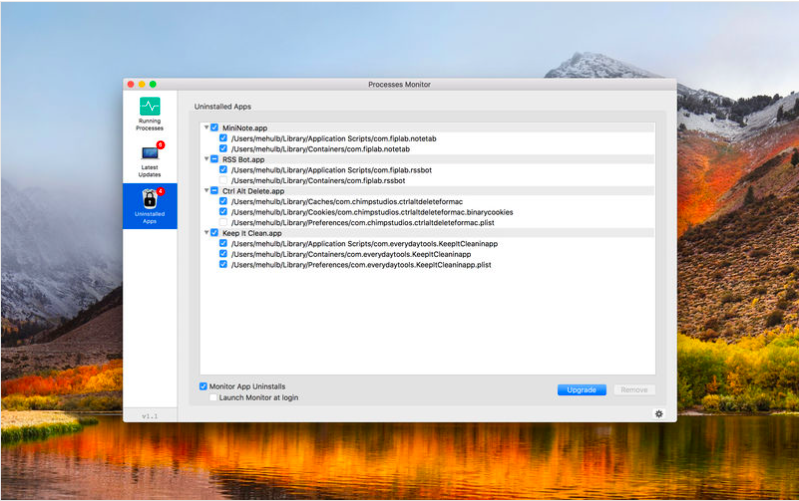 Processes Monitor
Running
Processes
8
Latest
Updates
4
Uninstalled
Apps
Uninstalled Apps
MiniNote.app
/Users/mehulb/Library/Application Scripts/com.fiplab.notetab
/Users/mehulb/Library/Containers/com.fiplab.notetab
RSS Bot.app
/Users/mehulb/Library/Application Scripts/com.fiplab.rssbot
/Users/mehulb/Library/Containers/com.fiplab.rssbot
Ctrl Alt Delete.app
/Users/mehulb/Library/Caches/com.chimpstudios.ctrlaltdeleteformac
/Users/mehulb/Library/Cookies/com.chimpstudios.ctrlaltdeleteformac.binarycookies
/Users/mehulb/Library/Preferences/com.chimpstudios.ctrlaltdeleteformac.plist
Keep It Clean.app
/Users/mehulb/Library/Application Scripts/com.everydaytools.KeepItCleaninapp
/Users/mehulb/Library/Containers/com.everydaytools.KeepItCleaninapp
/Users/mehulb/Library/Preferences/com.everydaytools.KeepItCleaninapp.plist
Monitor App Uninstalls
Launch Monitor at login
Upgrade
Remove
v1.1